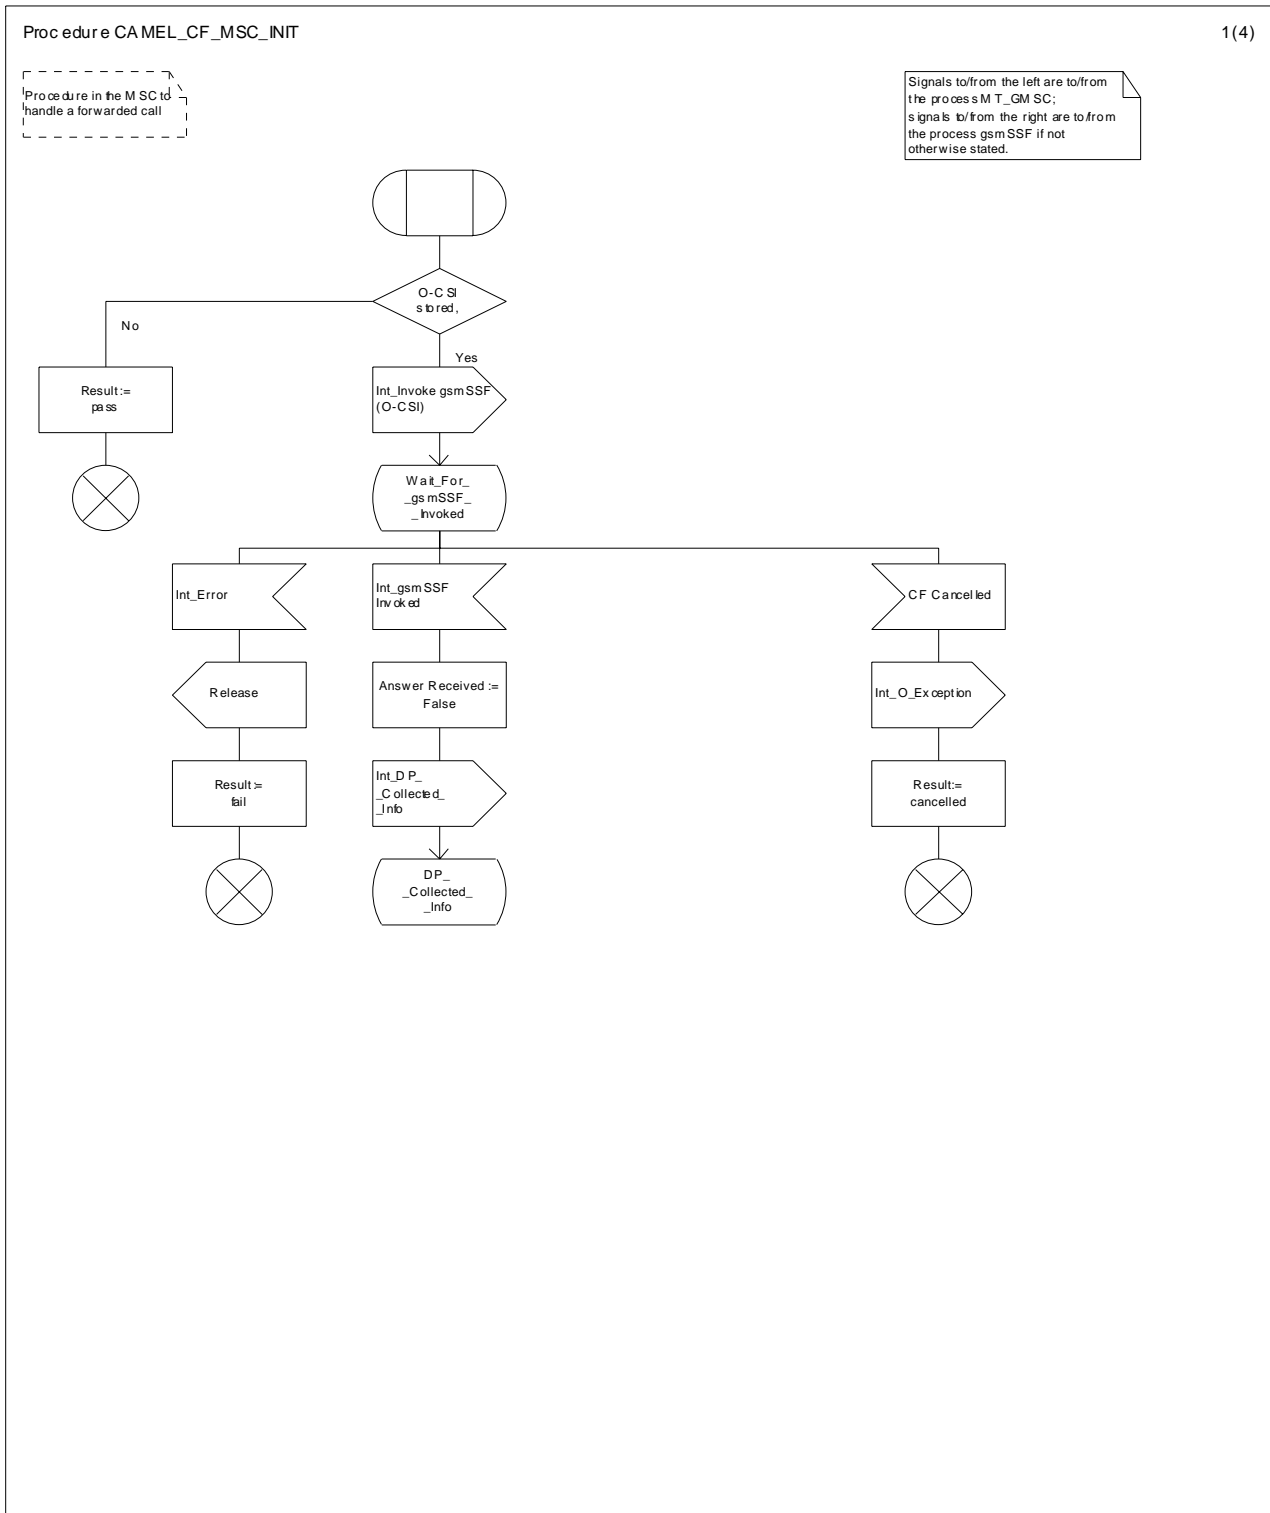 Procedure CAMEL_CF_MSC_INIT
1(4)
Procedure in the MSC to
handle a forwarded call
Signals to/from the left are to/from
the process MT_GMSC;
signals to/from the right are to/from
the process gsmSSF if not
otherwise stated.
O-CSI
stored,
No
Yes
Result:=
pass
Int_Invoke gsmSSF
(O-CSI)
Wait_For_
_gsmSSF_
_Invoked
Int_Error
Int_gsmSSF
Invoked
CF Cancelled
Release
Answer Received :=
False
Int_O_Exception
Result:=
fail
Int_DP_
_Collected_
_Info
Result:=
cancelled
DP_
_Collected_
_Info